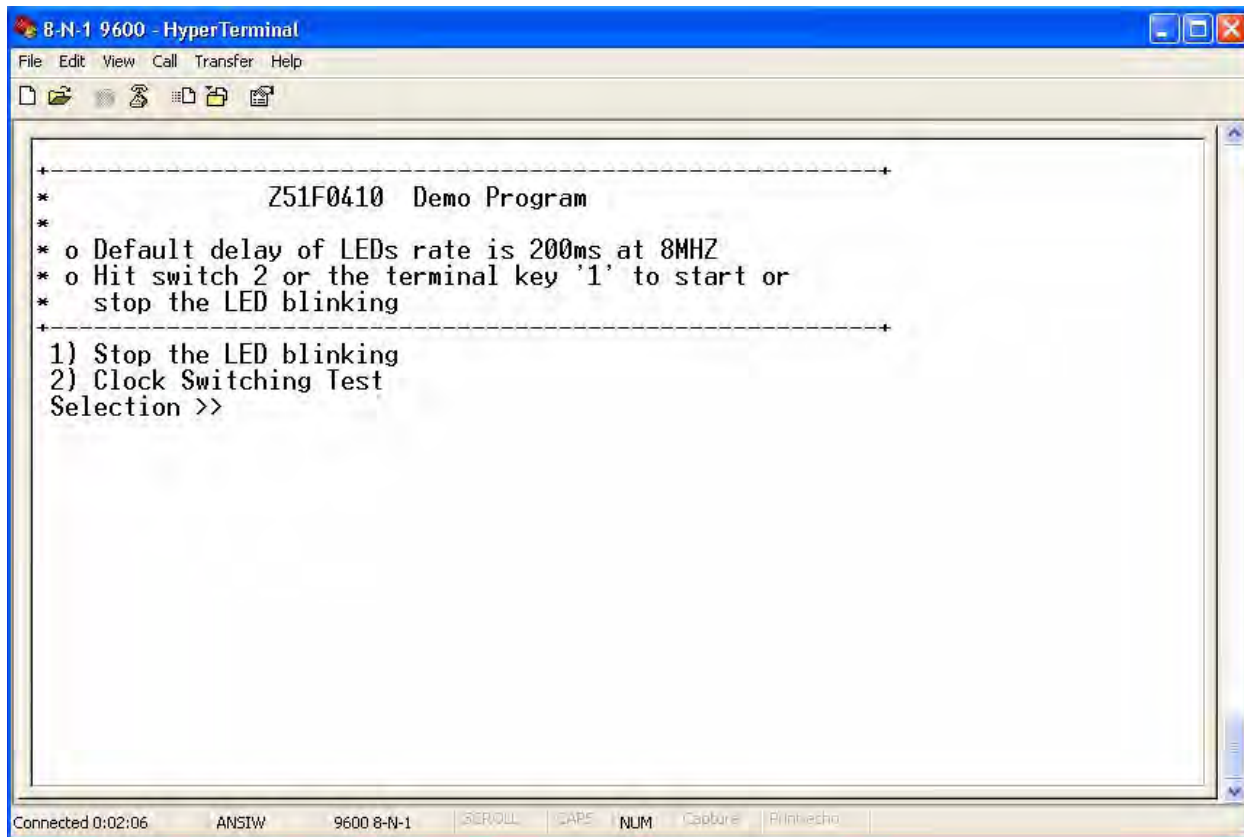 8-N-1 9600 - HyperTerminal
File Edit View Call Transfer Help
+---------------------------------------------------------+
* Z51F0410 Demo Program
*
* o Default delay of LEDs rate is 200ms at 8MHZ
* o Hit switch 2 or the terminal key '1' to start or
* stop the LED blinking
+---------------------------------------------------------+
1) Stop the LED blinking
2) Clock Switching Test
Selection >>
Connected 0:02:06 ANSIW 9600 8-N-1 SCROLL CAPS NUM Capture Print echo